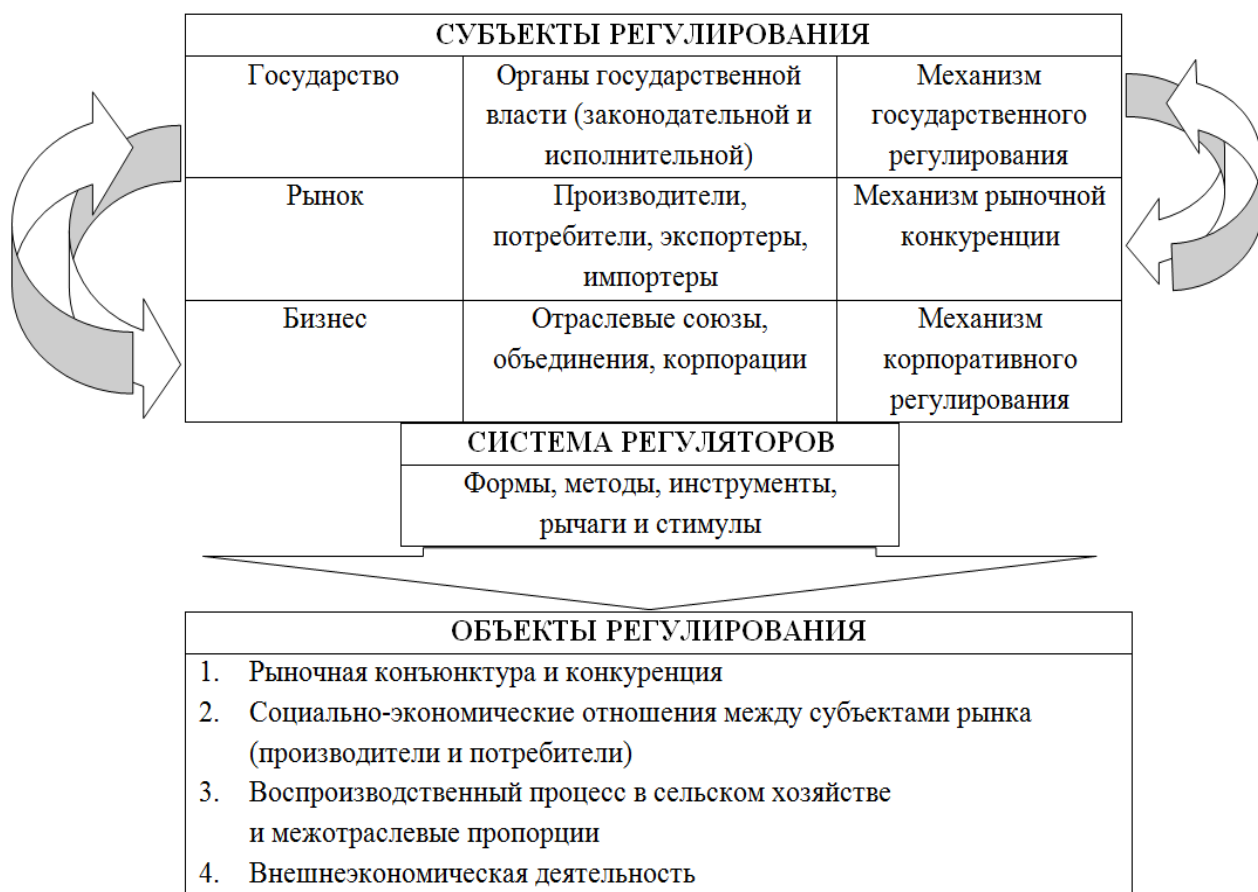 СУБЪЕКТЫ РЕГУЛИРОВАНИЯ
Государство
Органы государственной
власти (законодательной и
исполнительной)
Механизм
государственного
регулирования
Рынок
Производители,
потребители, экспортеры,
импортеры
Механизм рыночной
конкуренции
Бизнес
Отраслевые союзы,
объединения, корпорации
Механизм
корпоративного
регулирования
СИСТЕМА РЕГУЛЯТОРОВ
Формы, методы, инструменты,
рычаги и стимулы
ОБЪЕКТЫ РЕГУЛИРОВАНИЯ
1. Рыночная конъюнктура и конкуренция
2. Социально-экономические отношения между субъектами рынка
(производители и потребители)
3. Воспроизводственный процесс в сельском хозяйстве
и межотраслевые пропорции
4. Внешнеэкономическая деятельность